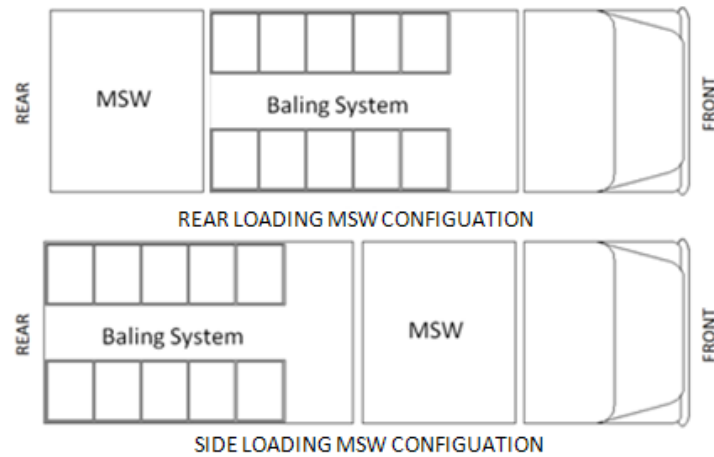 REAR
MSW
Baling System
FRONT
REAR LOADING MSW CONFIGUATION
REAR
Baling System
MSW
FRONT
SIDE LOADING MSW CONFIGUATION